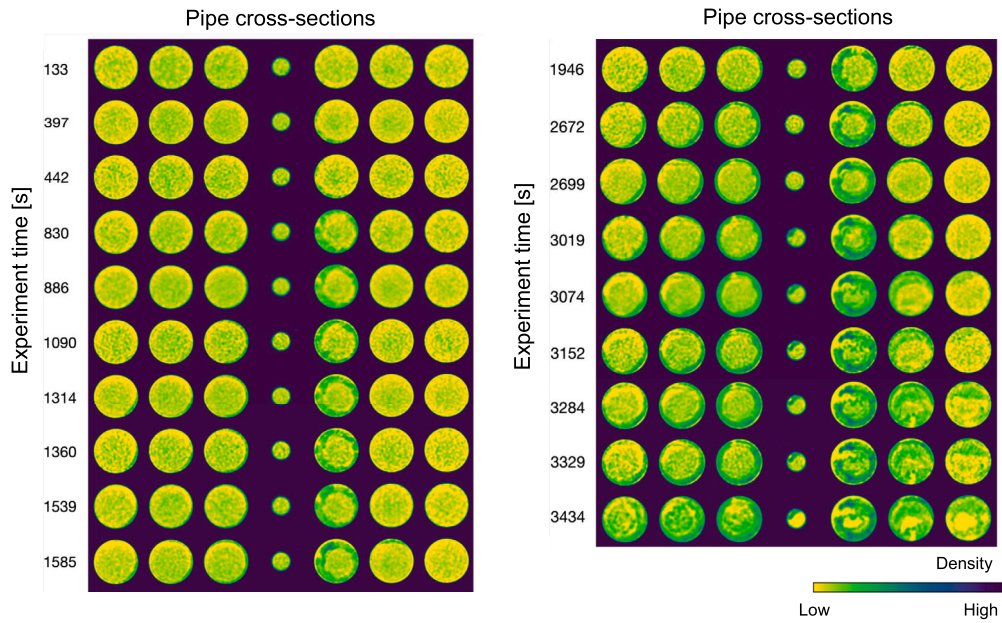 Pipe cross-sections
Experiment time [s]
133
397
442
830
886
1090
1314
1360
1539
1585
Pipe cross-sections
Experiment time [s]
1946
2672
2699
3019
3074
3152
3284
3329
3434
Density
Low
High